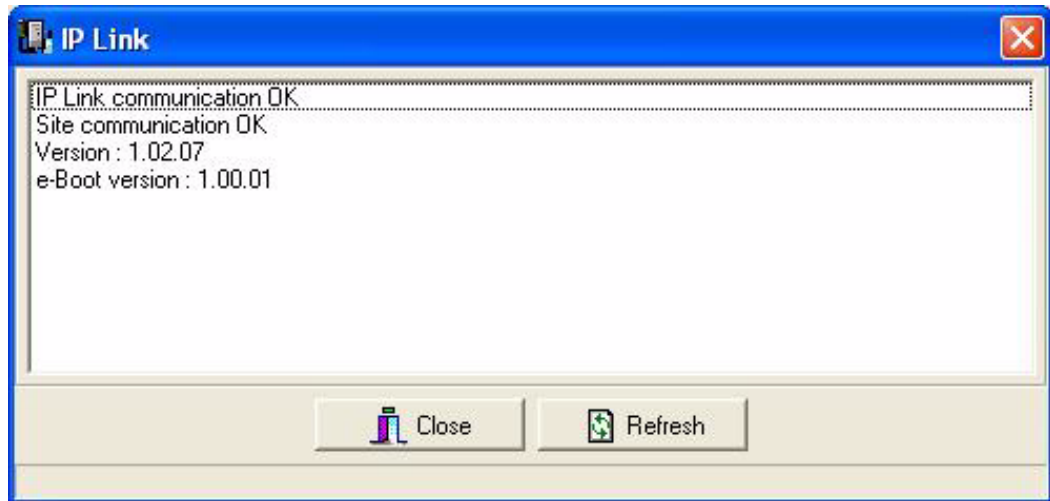 IP Link
IP Link communication OK
Site communication OK
Version : 1.02.07
e-Boot version : 1.00.01
Close
Refresh